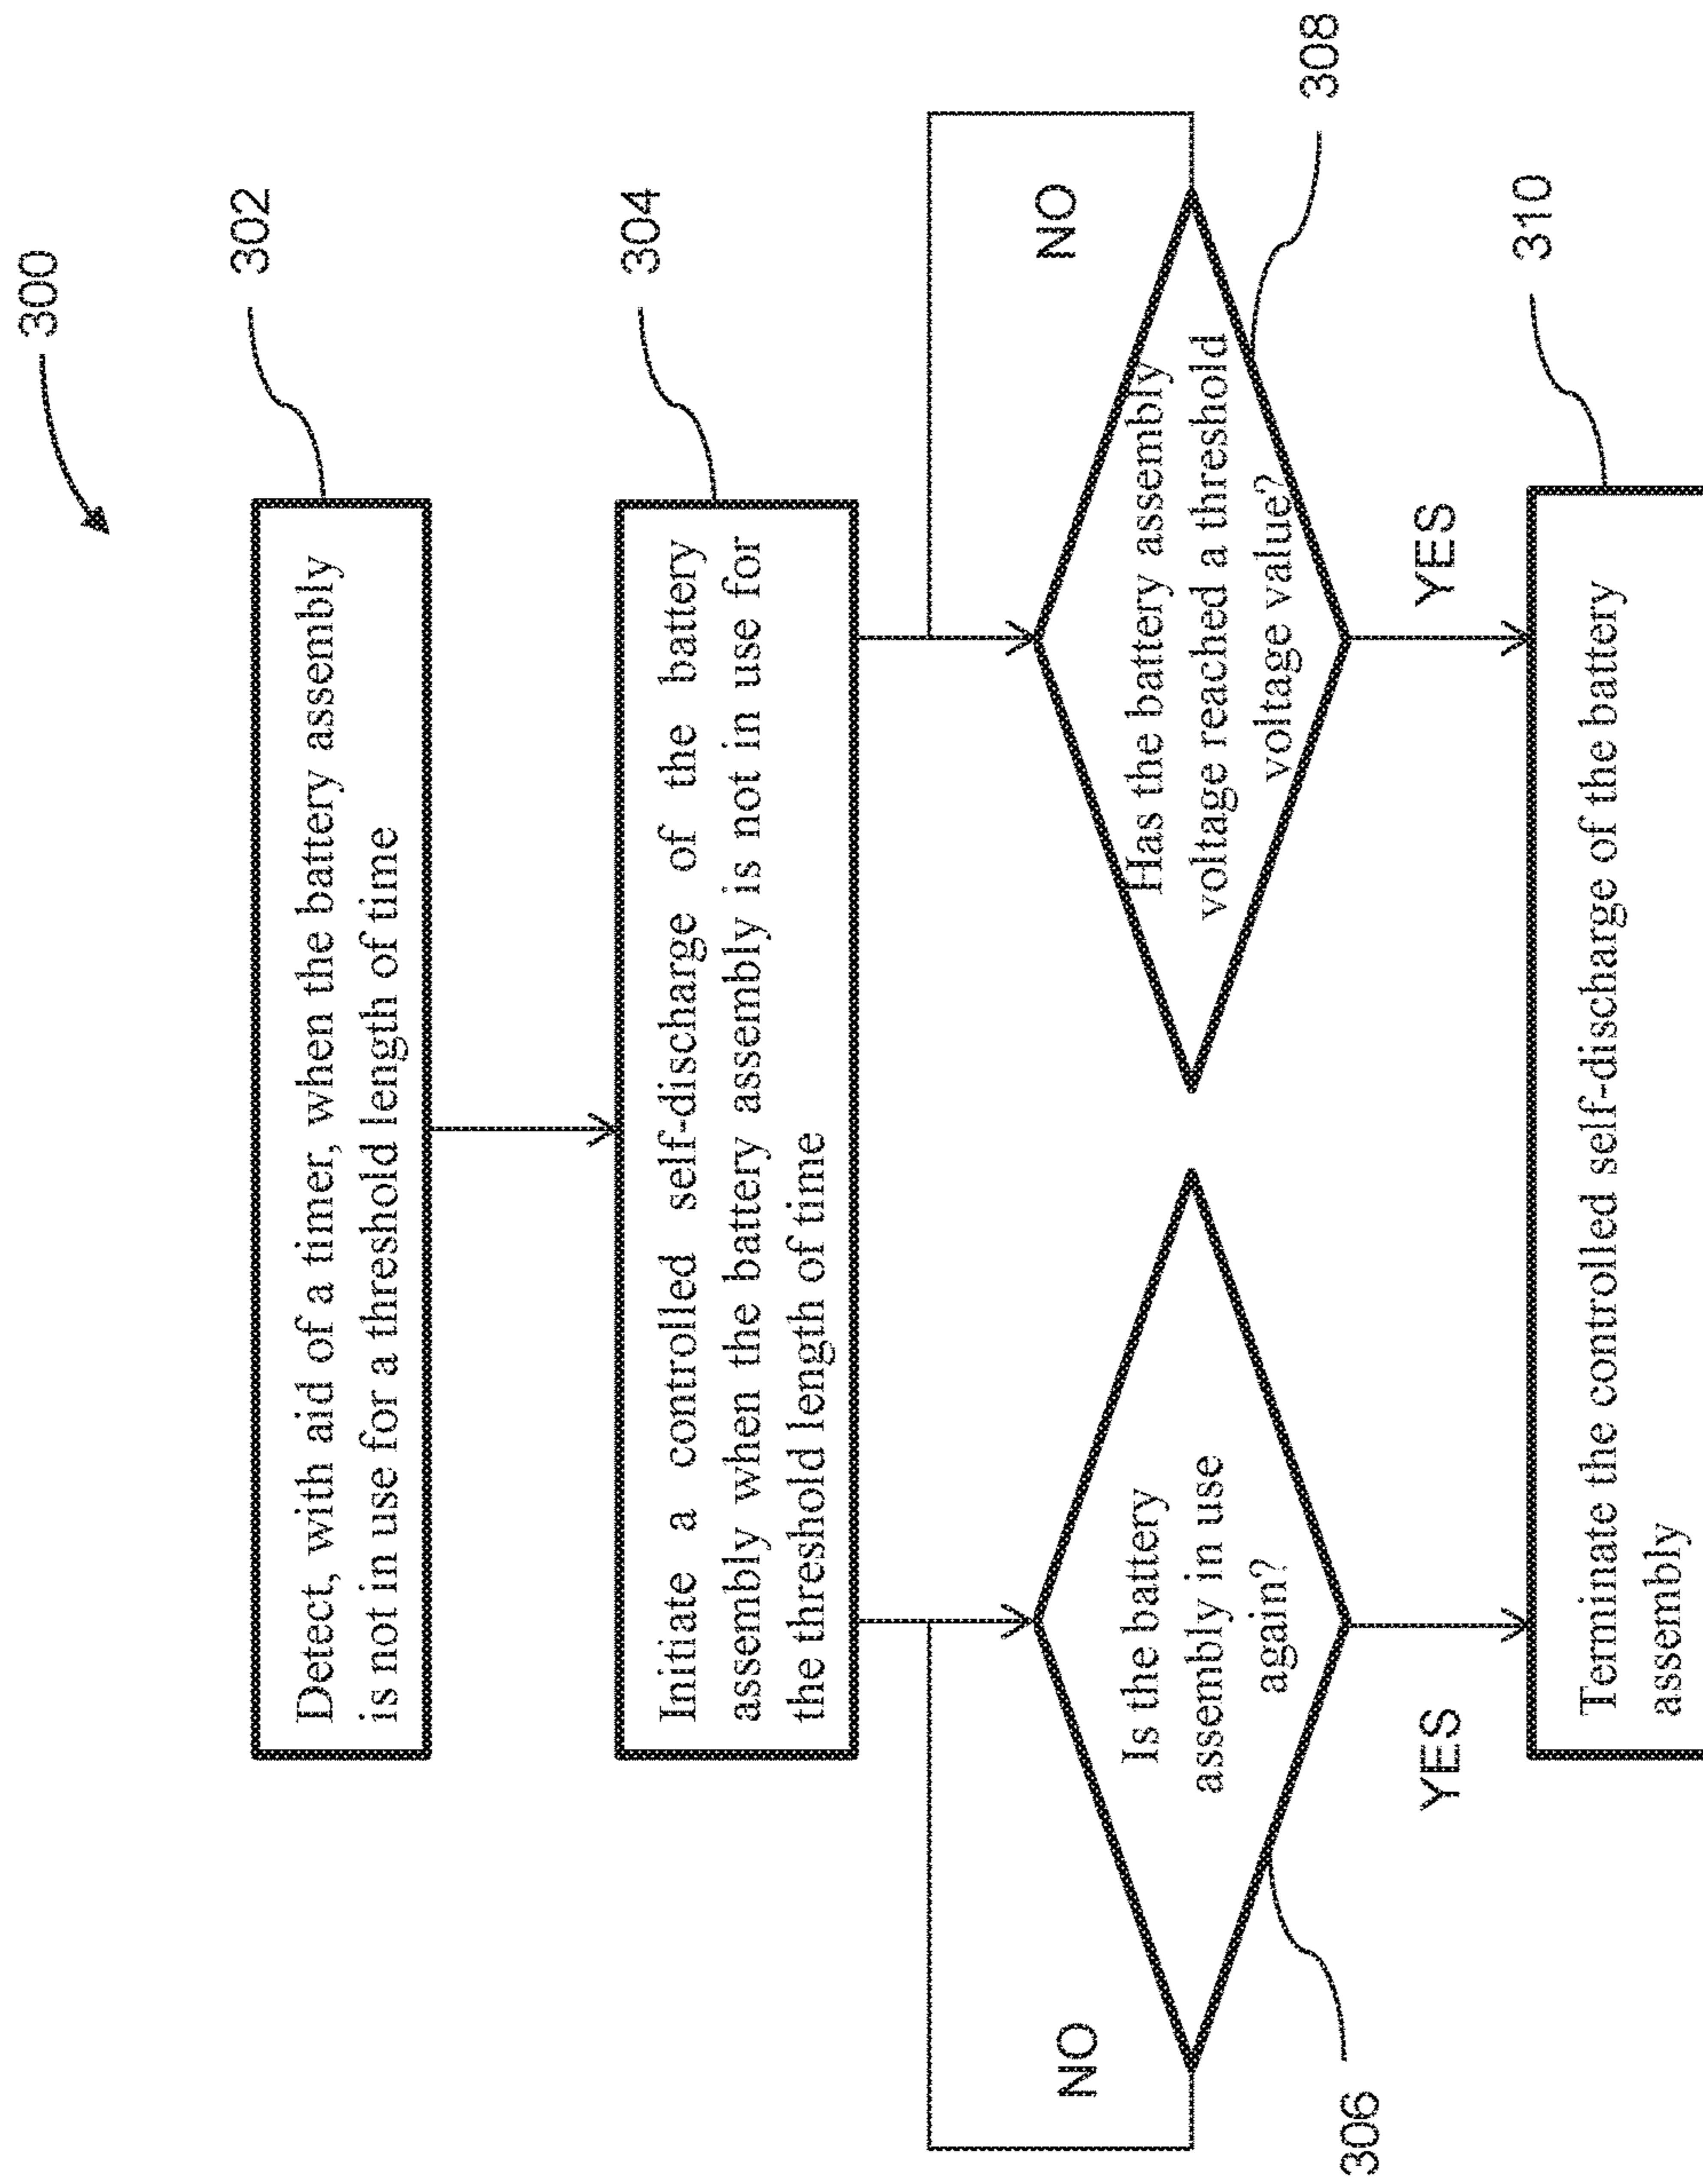 300
302
Detect, with aid of a timer, when the battery assembly
is not in use for a threshold length of time
304
Initiate a controlled self-discharge of the battery
assembly when the battery assembly is not in use for
the threshold length of time
NO
NO
Is the battery
assembly in use
again?
306
Has the battery assembly
voltage reached a threshold
voltage value?
308
YES
YES
310
Terminate the controlled self-discharge of the battery
assembly